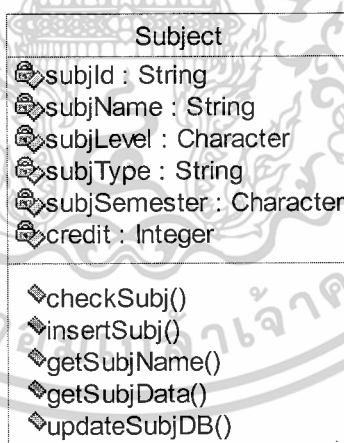 Subject
subjId : String
subjName : String
subjLevel : Character
subjType : String
subjSemester : Character
credit : Integer
checkSubj()
insertSubj()
getSubjName()
getSubjData()
updateSubjDB()